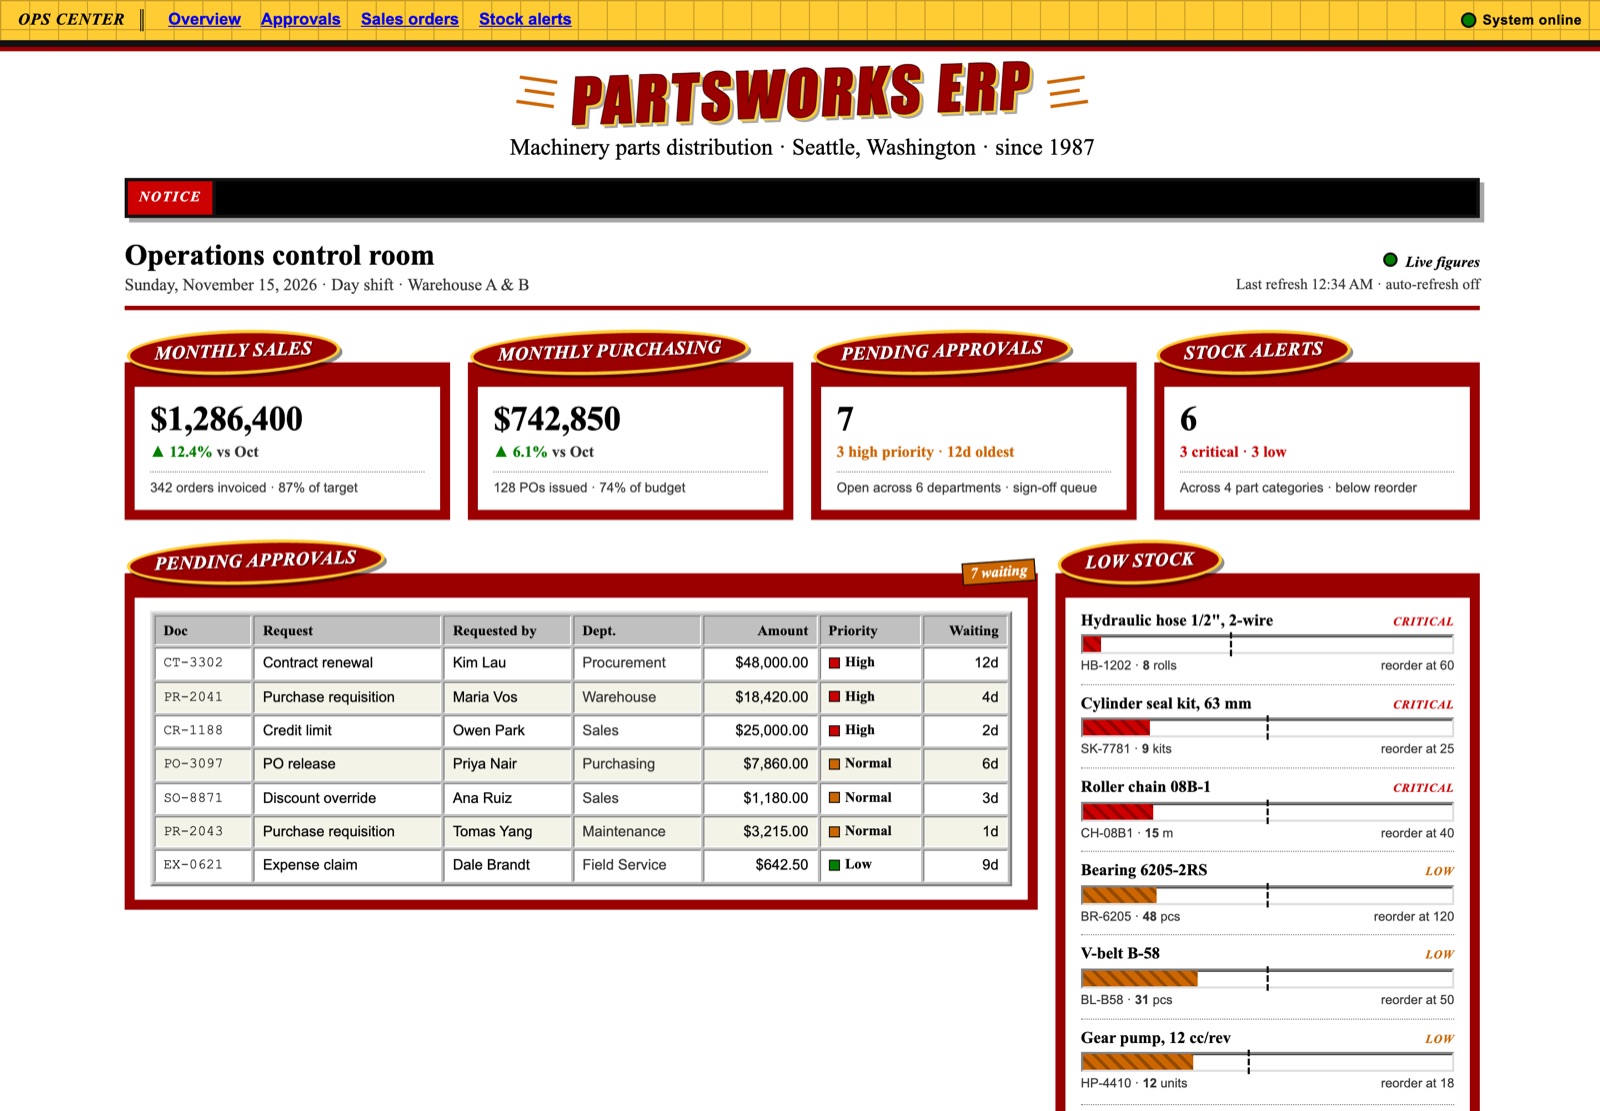 OPS CENTER Overview Approvals Sales orders Stock alerts System online
PARTSWORKS ERP
Machinery parts distribution · Seattle, Washington · since 1987
NOTICE
Operations control room
Live figures
Sunday, November 15, 2026 · Day shift · Warehouse A & B
Last refresh 12:34 AM · auto-refresh off
MONTHLY SALES
$1,286,400
▲ 12.4% vs Oct
342 orders invoiced · 87% of target
MONTHLY PURCHASING
$742,850
▲ 6.1% vs Oct
128 POs issued · 74% of budget
PENDING APPROVALS
7
3 high priority · 12d oldest
Open across 6 departments · sign-off queue
STOCK ALERTS
6
3 critical · 3 low
Across 4 part categories · below reorder
PENDING APPROVALS
7 waiting
Doc Request Requested by Dept. Amount Priority Waiting
CT-3302 Contract renewal Kim Lau Procurement $48,000.00 High 12d
PR-2041 Purchase requisition Maria Vos Warehouse $18,420.00 High 4d
CR-1188 Credit limit Owen Park Sales $25,000.00 High 2d
PO-3097 PO release Priya Nair Purchasing $7,860.00 Normal 6d
SO-8871 Discount override Ana Ruiz Sales $1,180.00 Normal 3d
PR-2043 Purchase requisition Tomas Yang Maintenance $3,215.00 Normal 1d
EX-0621 Expense claim Dale Brandt Field Service $642.50 Low 9d
LOW STOCK
Hydraulic hose 1/2", 2-wire CRITICAL
HB-1202 · 8 rolls reorder at 60
Cylinder seal kit, 63 mm CRITICAL
SK-7781 · 9 kits reorder at 25
Roller chain 08B-1 CRITICAL
CH-08B1 · 15 m reorder at 40
Bearing 6205-2RS LOW
BR-6205 · 48 pcs reorder at 120
V-belt B-58 LOW
BL-B58 · 31 pcs reorder at 50
Gear pump, 12 cc/rev LOW
HP-4410 · 12 units reorder at 18